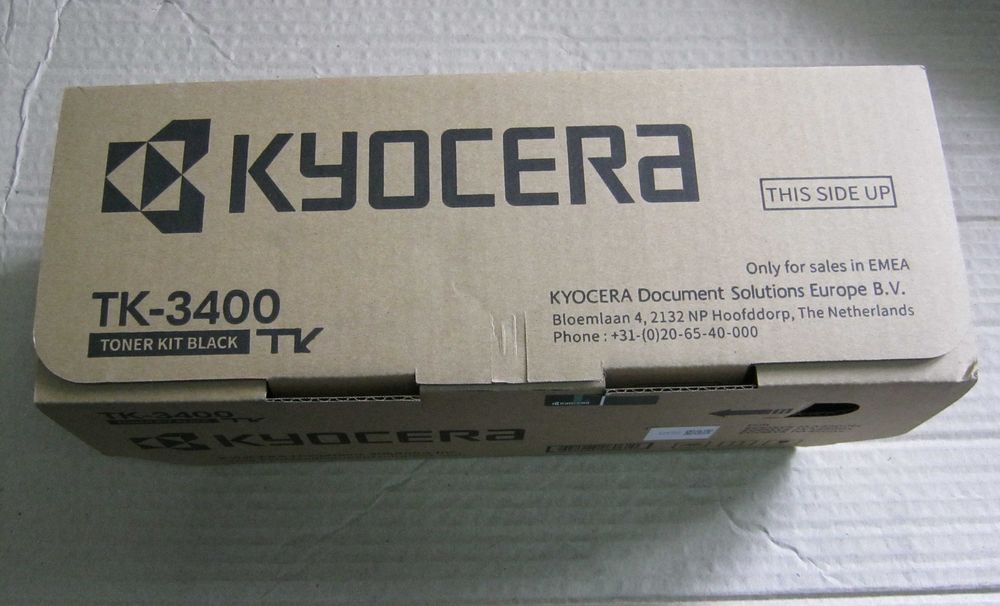 KYOCERA
THIS SIDE UP
Only for sales in EMEA
TK-3400
KYOCERA Document Solutions Europe B.V.
TONER KIT BLACK TK
Bloemlaan 4, 2132 NP Hoofddorp, The Netherlands
Phone : +31-(0)20-65-40-000
KYOCERA
TK-3400
TK
KYOCERA